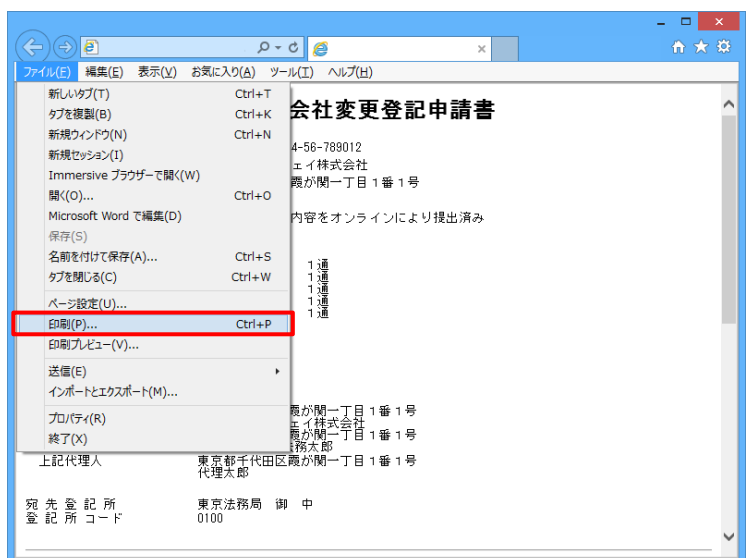 ファイル(F) 編集(E) 表示(V) お気に入り(A) ツール(T) ヘルプ(H)
新しいタブ(T) Ctrl+T
タブを複製(B) Ctrl+K
新規ウィンドウ(N) Ctrl+N
新規セッション(I)
Immersive ブラウザーで開く(W)
開く(O)... Ctrl+O
Microsoft Word で編集(D)
保存(S)
名前を付けて保存(A)... Ctrl+S
タブを閉じる(C) Ctrl+W
ページ設定(U)...
印刷(P)... Ctrl+P
印刷プレビュー(V)...
送信(E)
インポートとエクスポート(M)...
プロパティ(R)
終了(X)
会社変更登記申請書
4-56-789012
ェイ株式会社
霞が関一丁目1番1号
内容をオンラインにより提出済み
1通
1通
1通
1通
1通
霞が関一丁目1番1号
ェイ株式会社
霞が関一丁目1番1号
務太郎
上記代理人 東京都千代田区霞が関一丁目1番1号
代理太郎
宛先登記所 東京法務局 御 中
登記所コード 0100